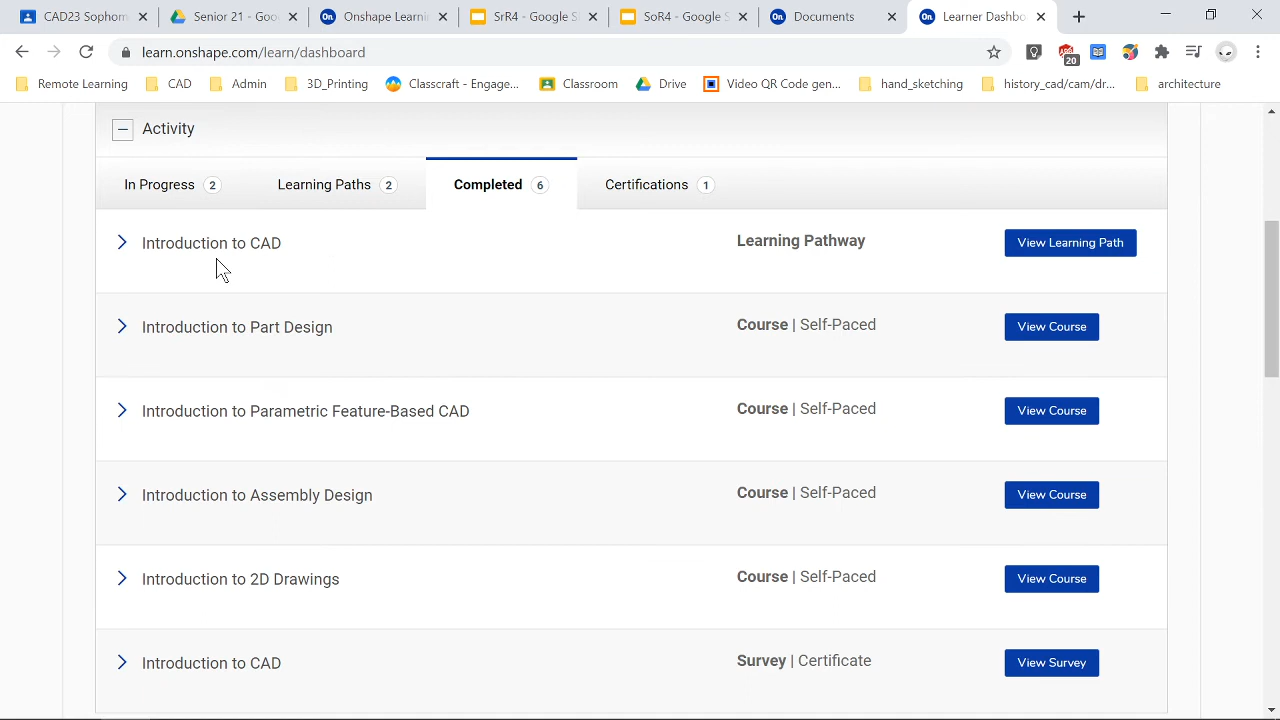 CAD23 Sophom
Senior 21 - Goo
Onshape Learnin
SrR4 - Google S
SoR4 - Google
Documents
Learner Dashbo
learn.onshape.com/learn/dashboard
20
Remote Learning
CAD
Admin
3D_Printing
Classcraft - Engage...
Classroom
Drive
Video QR Code gen...
hand_sketching
history_cad/cam/dr...
architecture
Activity
In Progress 2
Learning Paths 2
Completed 6
Certifications 1
Introduction to CAD
Learning Pathway
View Learning Path
Introduction to Part Design
Course | Self-Paced
View Course
Introduction to Parametric Feature-Based CAD
Course | Self-Paced
View Course
Introduction to Assembly Design
Course | Self-Paced
View Course
Introduction to 2D Drawings
Course | Self-Paced
View Course
Introduction to CAD
Survey | Certificate
View Survey